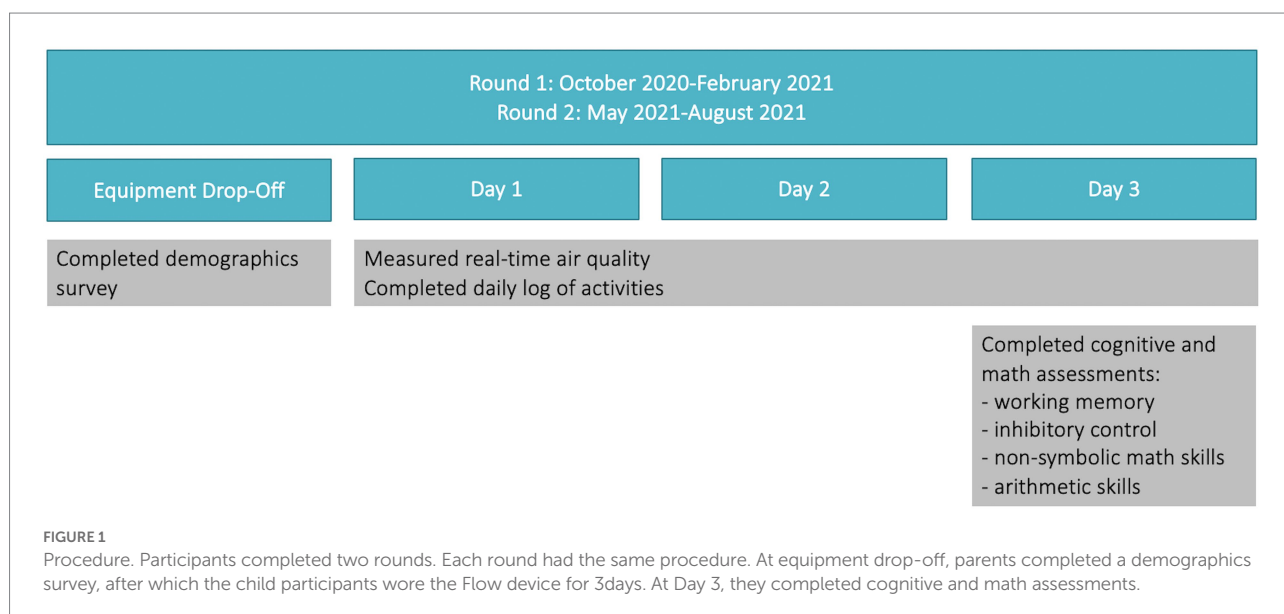 Round 1: October 2020-February 2021
Round 2: May 2021-August 2021
Equipment Drop-Off
Day 1
Day 2
Day 3
Completed demographics
survey
Measured real-time air quality
Completed daily log of activities
Completed cognitive and
math assessments:
- working memory
- inhibitory control
- non-symbolic math skills
- arithmetic skills
FIGURE 1
Procedure. Participants completed two rounds. Each round had the same procedure. At equipment drop-off, parents completed a demographics
survey, after which the child participants wore the Flow device for 3days. At Day 3, they completed cognitive and math assessments.